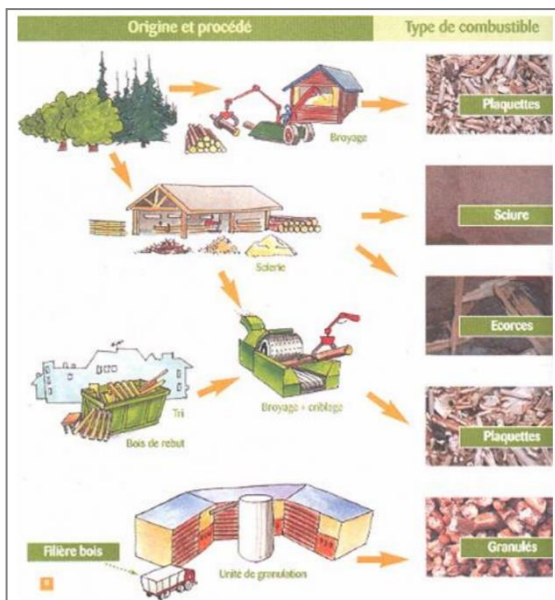 Origine et procédé
Type de combustible
Broyage
Plaquettes
Scierie
Sciure
Ecorces
Tri
Bois de rebut
Broyage + criblage
Plaquettes
Filière bois
Unité de granulation
Granulés